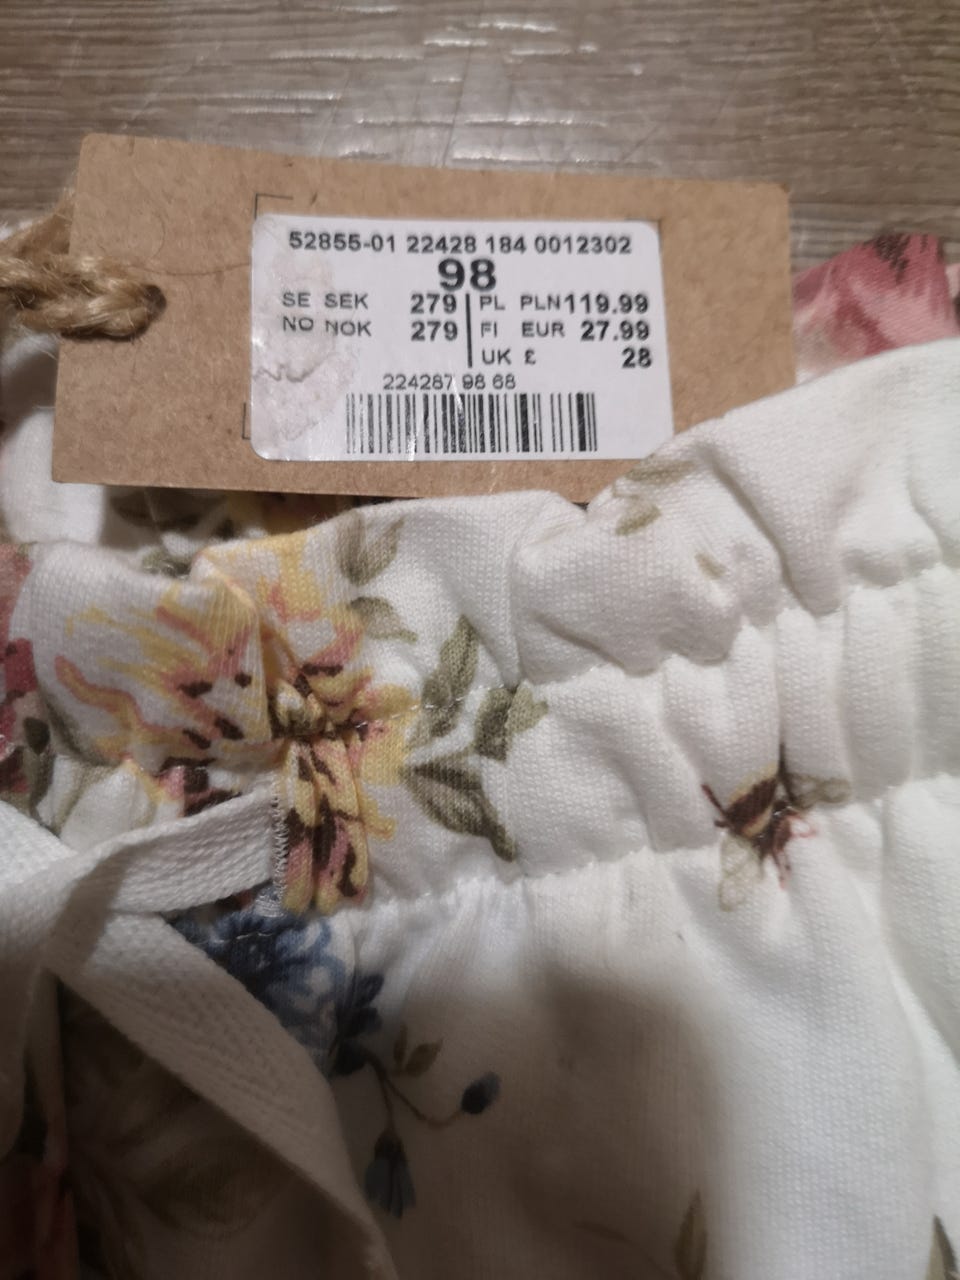 52855-01 22428 184 0012302
98
SE SEK 279 PL PLN119.99
NO NOK 279 FI EUR 27.99
UK £ 28
224287 98 68